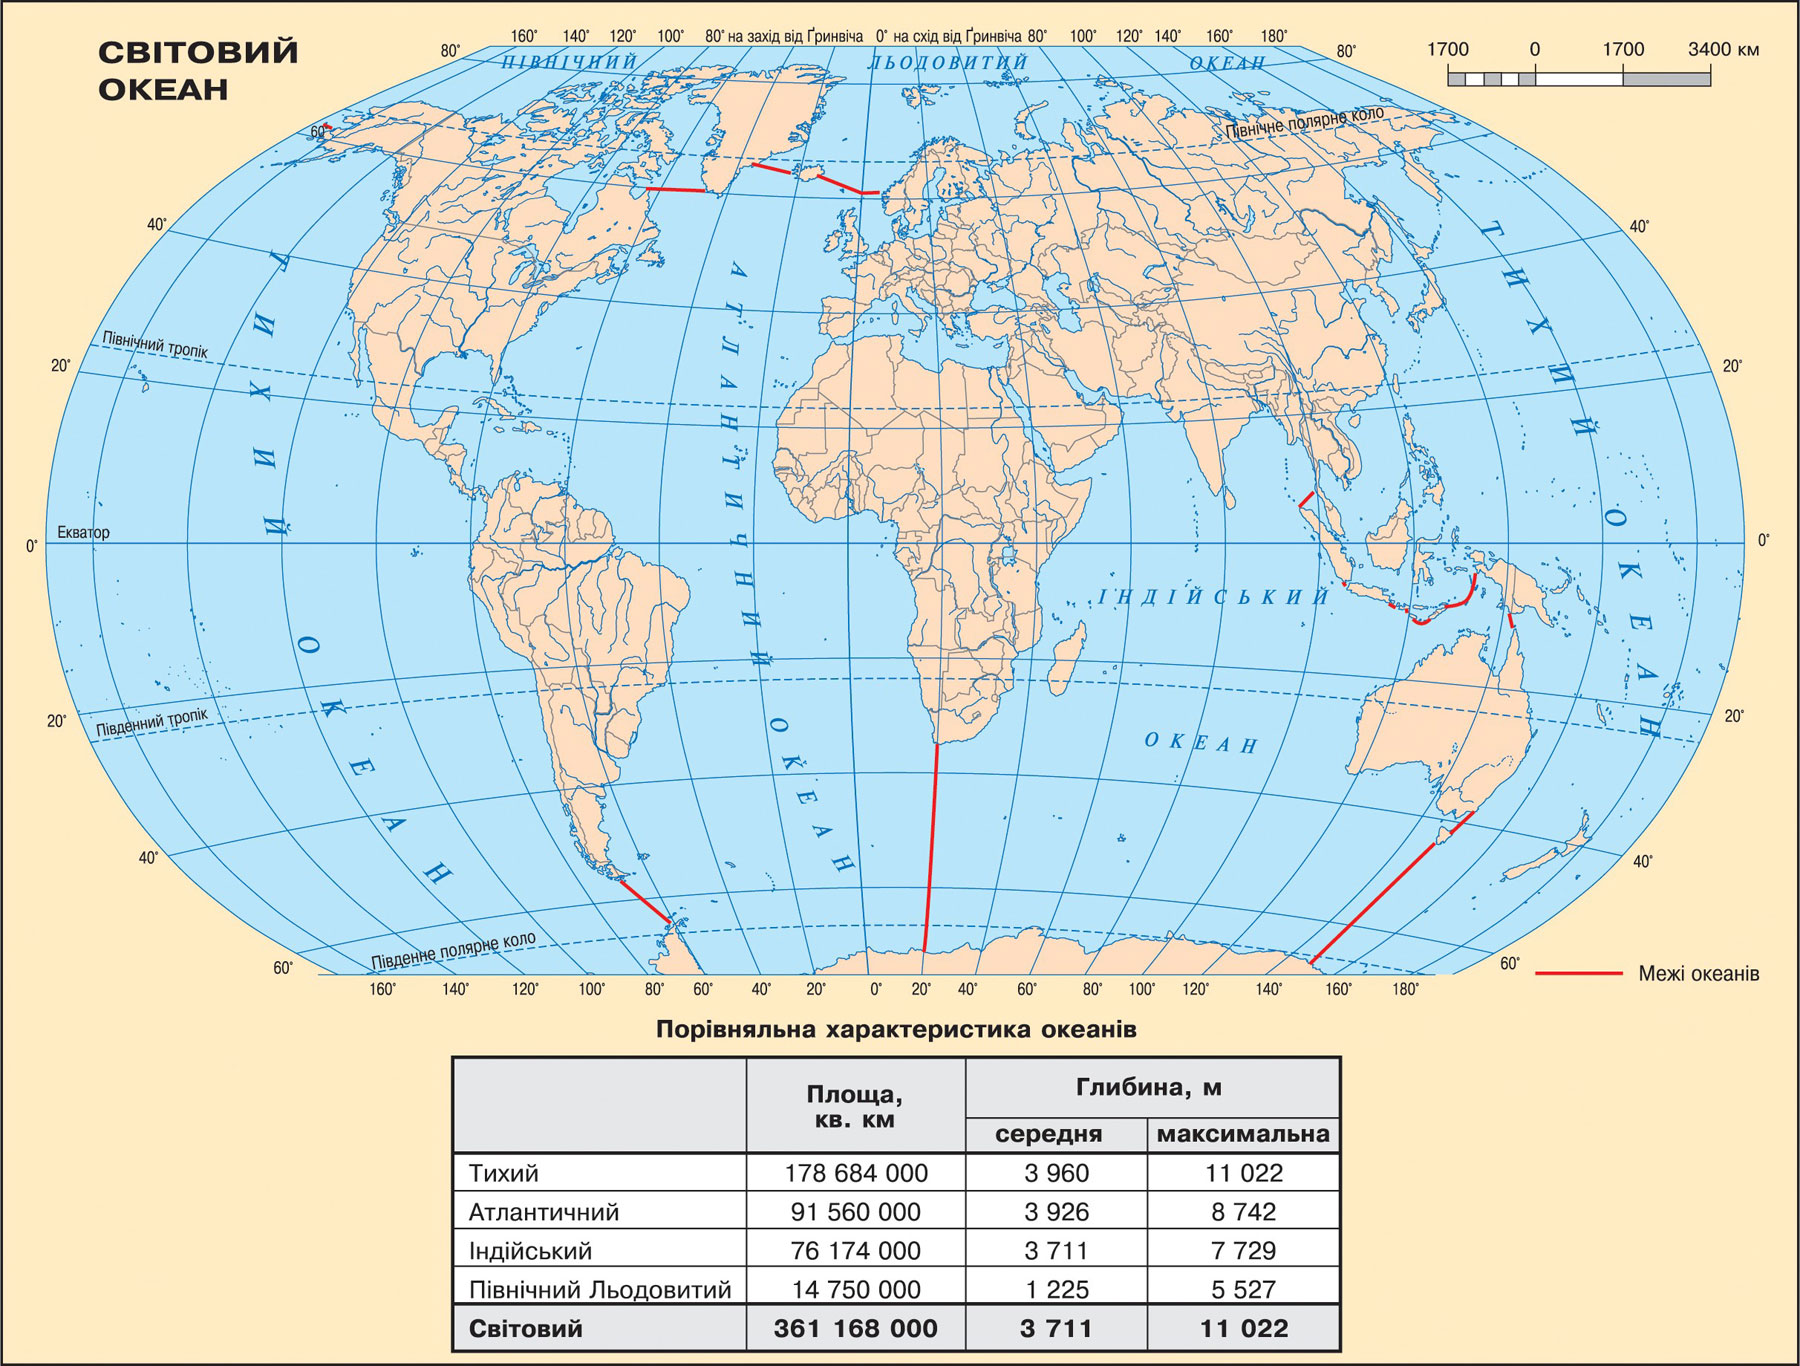 СВІТОВИЙ
ОКЕАН
80° 160° 140° 120° 100° 80° на захід від Ґринвіча 0° на схід від Ґринвіча 80° 100° 120° 140° 160° 180° 80°
1700 0 1700 3400 км
ПІВНІЧНИЙ ЛЬОДОВИТИЙ ОКЕАН
Північне полярне коло
60°
40° 40°
Північний тропік
20° 20°
Екватор
0° 0°
Південний тропік
20° 20°
40° 40°
Південне полярне коло
60° 60°
ТИХИЙ ОКЕАН
АТЛАНТИЧНИЙ ОКЕАН
ІНДІЙСЬКИЙ
ОКЕАН
ТИХИЙ ОКЕАН
Межі океанів
160° 140° 120° 100° 80° 60° 40° 20° 0° 20° 40° 60° 80° 100° 120° 140° 160° 180°
Порівняльна характеристика океанів
Площа,
кв. км
Глибина, м
середня максимальна
Тихий 178 684 000 3 960 11 022
Атлантичний 91 560 000 3 926 8 742
Індійський 76 174 000 3 711 7 729
Північний Льодовитий 14 750 000 1 225 5 527
Світовий 361 168 000 3 711 11 022